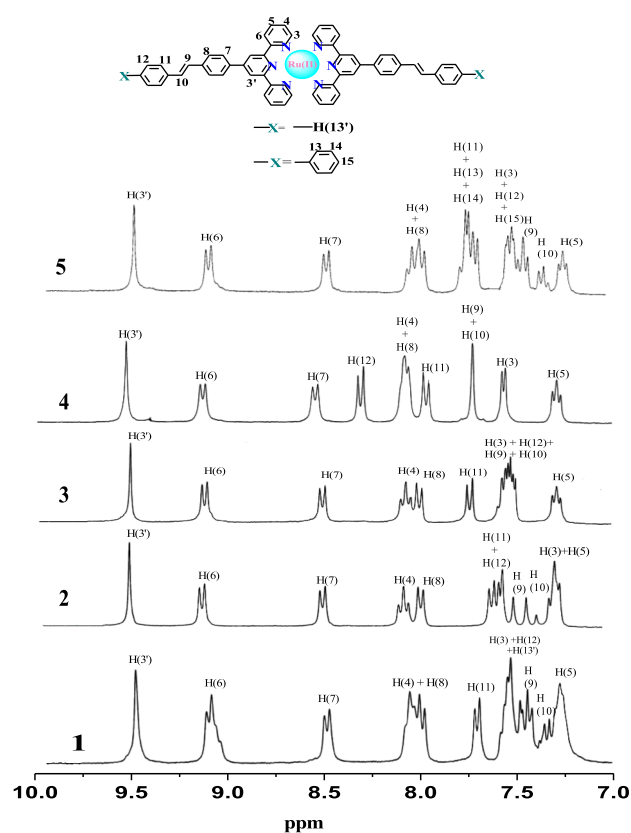 5 4
6 3
N N
12 11 9 8 7
X N Ru(II) N X
10
3' N N
X= H(13')
13 14
X= 15
H(11)
+
H(13)
+
H(14)
H(3)
+
H(12)
+
H(15)
H(3')
H(6)
H(7)
H(4)
+
H(8)
H
(9)
H
(10)
H(5)
5
H(3')
H(6)
H(7)
H(12)
H(4)
+
H(8)
H(11)
H(9)
+
H(10)
H(3)
H(5)
4
H(3')
H(6)
H(7)
H(4)
H(8)
H(11)
H(3) + H(12)+
H(9) + H(10)
H(5)
3
H(3')
H(6)
H(7)
H(4)
H(8)
H(11)
+
H(12)
H
(9)
H
(10)
H(3)+H(5)
2
H(3')
H(6)
H(7)
H(4) + H(8)
H(11)
H(3) +H(12)
+H(13')
H
(9)
H
(10)
H(5)
1
10.0 9.5 9.0 8.5 8.0 7.5 7.0
ppm